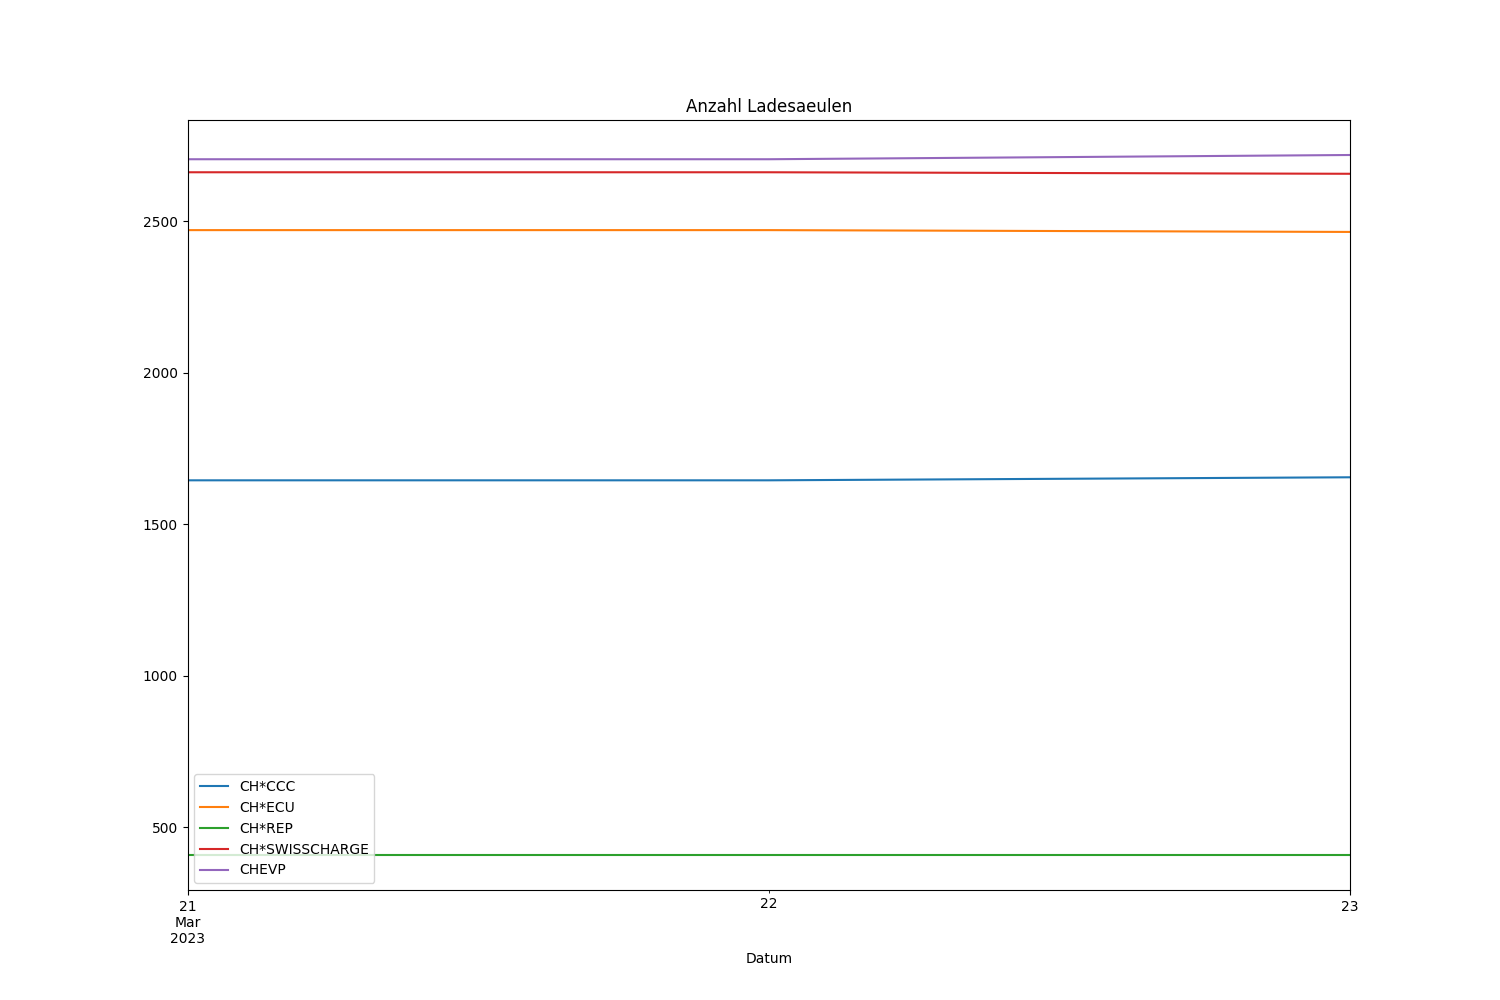 Anzahl Ladesaeulen
2500
2000
1500
1000
500
CH*CCC
CH*ECU
CH*REP
CH*SWISSCHARGE
CHEVP
21
Mar
2023
22
23
Datum